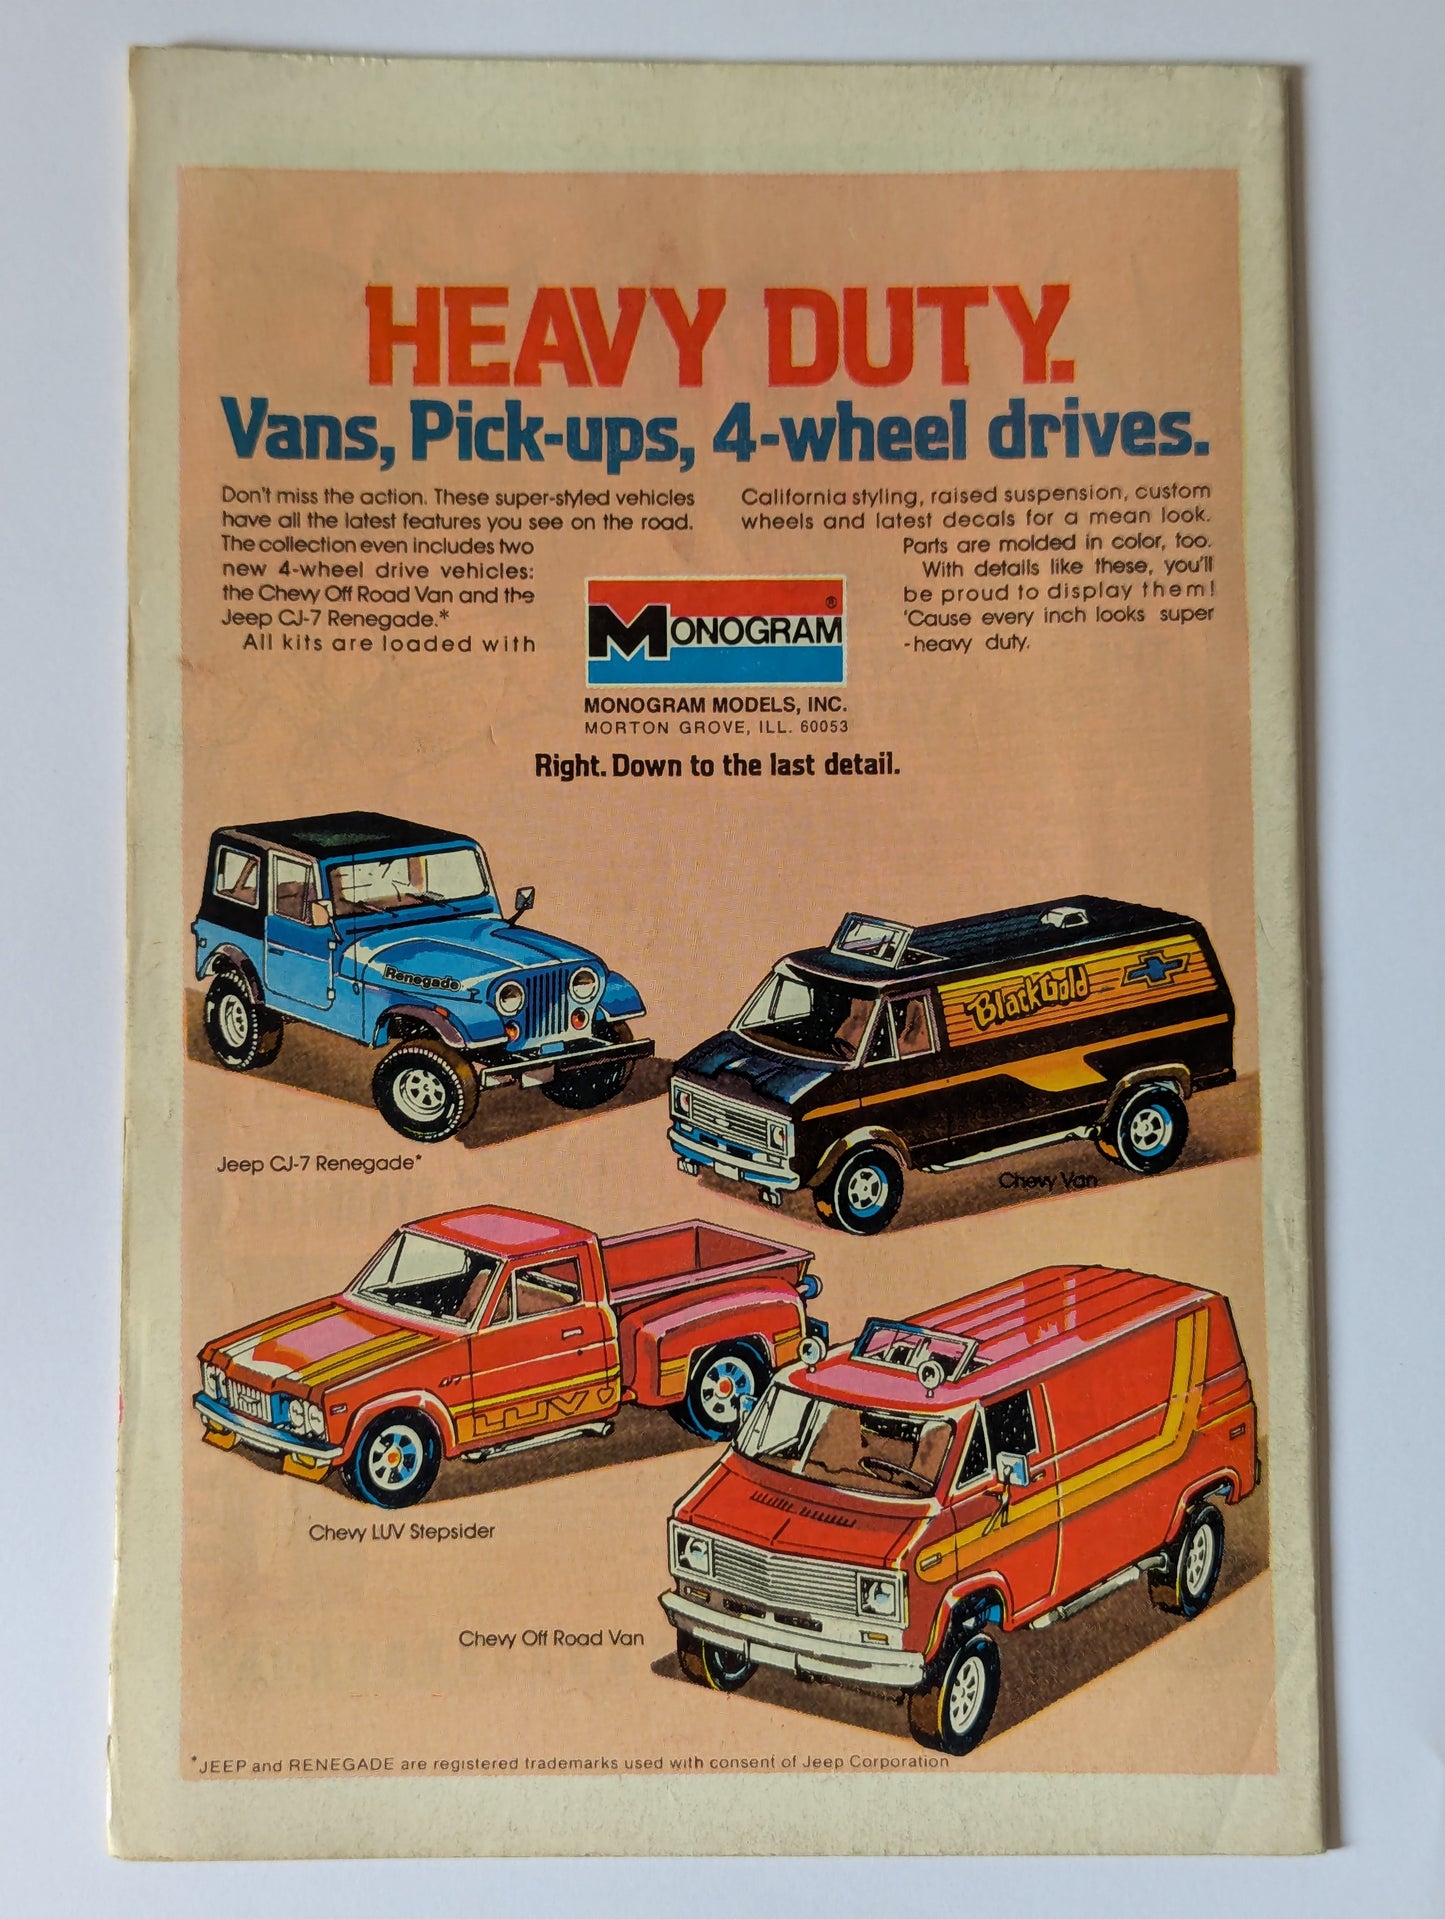 HEAVY DUTY.
Vans, Pick-ups, 4-wheel drives.
Don't miss the action. These super-styled vehicles
have all the latest features you see on the road.
The collection even includes two
new 4-wheel drive vehicles:
the Chevy Off Road Van and the
Jeep CJ-7 Renegade.*
All kits are loaded with
California styling, raised suspension, custom
wheels and latest decals for a mean look.
Parts are molded in color, too.
With details like these, you'll
be proud to display them!
'Cause every inch looks super
-heavy duty.
MONOGRAM ®
MONOGRAM MODELS, INC.
MORTON GROVE, ILL. 60053
Right. Down to the last detail.
Renegade
Jeep CJ-7 Renegade*
Black Gold
Chevy Van
LUV
Chevy LUV Stepsider
Chevy Off Road Van
*JEEP and RENEGADE are registered trademarks used with consent of Jeep Corporation